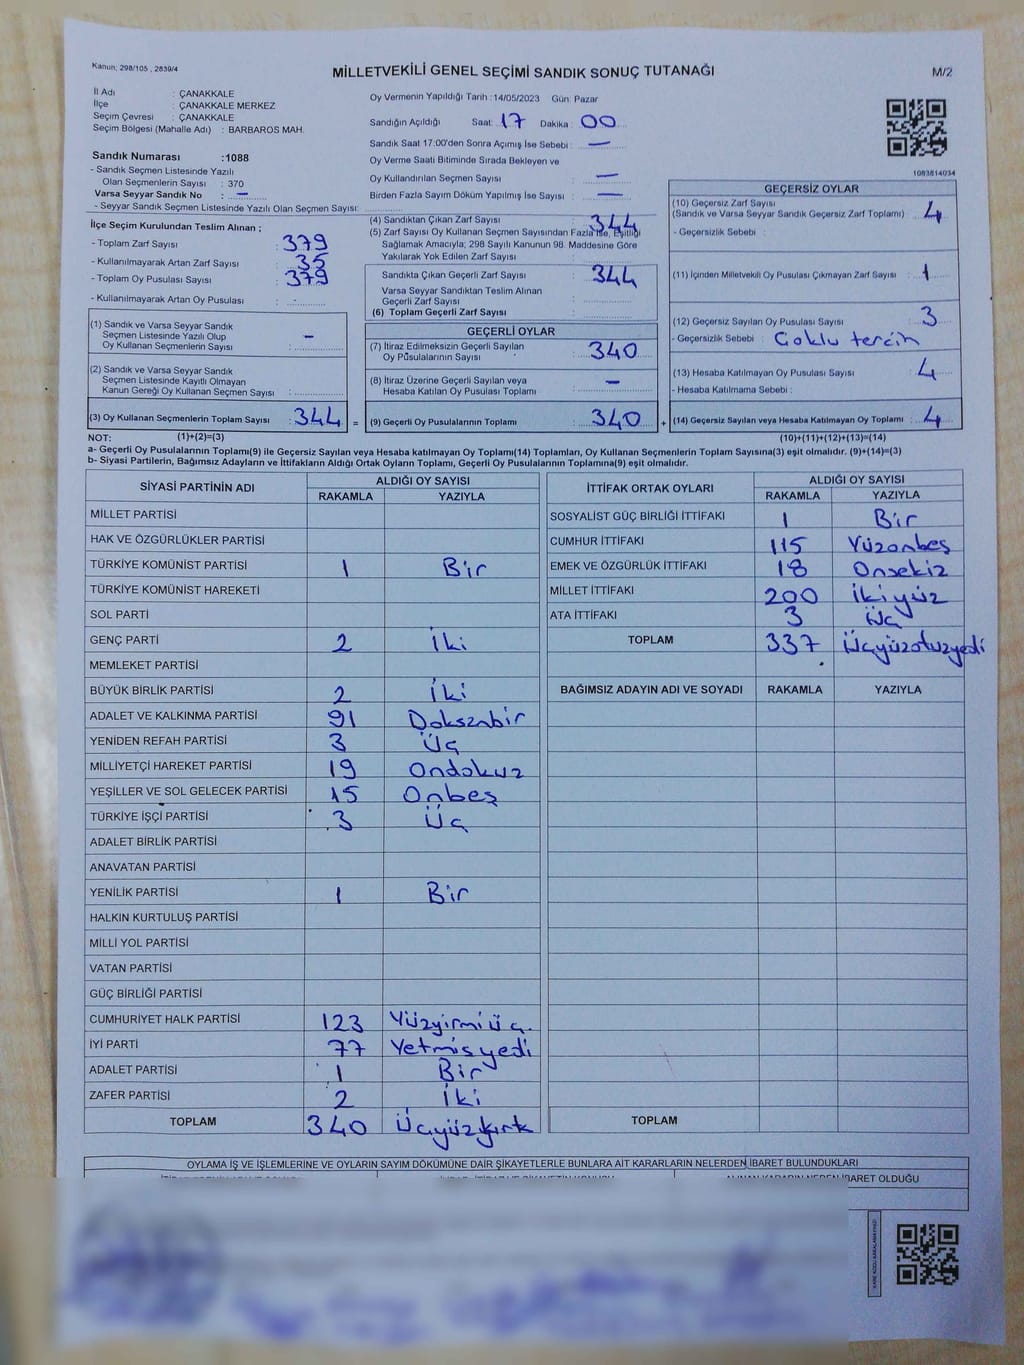 Kanun; 298/105 , 2839/4
MİLLETVEKİLİ GENEL SEÇİMİ SANDIK SONUÇ TUTANAĞI
M/2
İl Adı : ÇANAKKALE
İlçe : ÇANAKKALE MERKEZ
Seçim Çevresi : ÇANAKKALE
Seçim Bölgesi (Mahalle Adı) : BARBAROS MAH.
Oy Vermenin Yapıldığı Tarih : 14/05/2023 Gün: Pazar
Sandığın Açıldığı Saat: 17 Dakika : 00
Sandık Saat 17:00'den Sonra Açımış İse Sebebi : —
Oy Verme Saati Bitiminde Sırada Bekleyen ve
Oy Kullandırılan Seçmen Sayısı : —
Birden Fazla Sayım Döküm Yapılmış İse Sayısı : —
1083814034
Sandık Numarası :1088
- Sandık Seçmen Listesinde Yazılı
Olan Seçmenlerin Sayısı : 370
Varsa Seyyar Sandık No : —
- Seyyar Sandık Seçmen Listesinde Yazılı Olan Seçmen Sayısı:
İlçe Seçim Kurulundan Teslim Alınan ;
- Toplam Zarf Sayısı : 379
- Kullanılmayarak Artan Zarf Sayısı : 35
- Toplam Oy Pusulası Sayısı : 379
- Kullanılmayarak Artan Oy Pusulası : -
(1) Sandık ve Varsa Seyyar Sandık
Seçmen Listesinde Yazılı Olup
Oy Kullanan Seçmenlerin Sayısı : —
(2) Sandık ve Varsa Seyyar Sandık
Seçmen Listesinde Kayıtlı Olmayan
Kanun Gereği Oy Kullanan Seçmen Sayısı :
(3) Oy Kullanan Seçmenlerin Toplam Sayısı : 344 =
(4) Sandıktan Çıkan Zarf Sayısı : 344
(5) Zarf Sayısı Oy Kullanan Seçmen Sayısından Fazla İse, Eşitliği
Sağlamak Amacıyla; 298 Sayılı Kanunun 98. Maddesine Göre
Yakılarak Yok Edilen Zarf Sayısı :
Sandıkta Çıkan Geçerli Zarf Sayısı : 344
Varsa Seyyar Sandıktan Teslim Alınan
Geçerli Zarf Sayısı :
(6) Toplam Geçerli Zarf Sayısı :
GEÇERLİ OYLAR
(7) İtiraz Edilmeksizin Geçerli Sayılan
Oy Pusulalarının Sayısı : 340
(8) İtiraz Üzerine Geçerli Sayılan veya
Hesaba Katılan Oy Pusulası Toplamı : —
(9) Geçerli Oy Pusulalarının Toplamı : 340 +
GEÇERSİZ OYLAR
(10) Geçersiz Zarf Sayısı
(Sandık ve Varsa Seyyar Sandık Geçersiz Zarf Toplamı) : 4
- Geçersizlik Sebebi :
(11) İçinden Milletvekili Oy Pusulası Çıkmayan Zarf Sayısı : 1
(12) Geçersiz Sayılan Oy Pusulası Sayısı : 3
- Geçersizlik Sebebi : Çoklu tercih
(13) Hesaba Katılmayan Oy Pusulası Sayısı : 4
- Hesaba Katılmama Sebebi :
(14) Geçersiz Sayılan veya Hesaba Katılmayan Oy Toplamı : 4
NOT: (1)+(2)=(3) (10)+(11)+(12)+(13)=(14)
a- Geçerli Oy Pusulalarının Toplamı(9) ile Geçersiz Sayılan veya Hesaba katılmayan Oy Toplamı(14) Toplamları, Oy Kullanan Seçmenlerin Toplam Sayısına(3) eşit olmalıdır. (9)+(14)=(3)
b- Siyasi Partilerin, Bağımsız Adayların ve İttifakların Aldığı Ortak Oyların Toplamı, Geçerli Oy Pusulalarının Toplamına(9) eşit olmalıdır.
SİYASİ PARTİNİN ADI ALDIĞI OY SAYISI
RAKAMLA YAZIYLA
MİLLET PARTİSİ
HAK VE ÖZGÜRLÜKLER PARTİSİ
TÜRKİYE KOMÜNİST PARTİSİ 1 Bir
TÜRKİYE KOMÜNİST HAREKETİ
SOL PARTİ
GENÇ PARTİ 2 İki
MEMLEKET PARTİSİ
BÜYÜK BİRLİK PARTİSİ 2 İki
ADALET VE KALKINMA PARTİSİ 91 Doksznbir
YENİDEN REFAH PARTİSİ 3 Üç
MİLLİYETÇİ HAREKET PARTİSİ 19 Ondokuz
YEŞİLLER VE SOL GELECEK PARTİSİ 15 Onbeş
TÜRKİYE İŞÇİ PARTİSİ 3 Üç
ADALET BİRLİK PARTİSİ
ANAVATAN PARTİSİ
YENİLİK PARTİSİ 1 Bir
HALKIN KURTULUŞ PARTİSİ
MİLLİ YOL PARTİSİ
VATAN PARTİSİ
GÜÇ BİRLİĞİ PARTİSİ
CUMHURİYET HALK PARTİSİ 123 Yüzyirmiüç.
İYİ PARTİ 77 Yetmisyedi
ADALET PARTİSİ 1 Bir
ZAFER PARTİSİ 2 İki
TOPLAM 340 Üçyüzkırk
İTTİFAK ORTAK OYLARI ALDIĞI OY SAYISI
RAKAMLA YAZIYLA
SOSYALİST GÜÇ BİRLİĞİ İTTİFAKI 1 Bir
CUMHUR İTTİFAKI 115 Yüzonbeş
EMEK VE ÖZGÜRLÜK İTTİFAKI 18 Onsekiz
MİLLET İTTİFAKI 200 İkiyüz
ATA İTTİFAKI 3 Üç
TOPLAM 337 Üçyüzotuzyedi
BAĞIMSIZ ADAYIN ADI VE SOYADI RAKAMLA YAZIYLA
TOPLAM
OYLAMA İŞ VE İŞLEMLERİNE VE OYLARIN SAYIM DÖKÜMÜNE DAİR ŞİKAYETLERLE BUNLARA AİT KARARLARIN NELERDEN İBARET BULUNDUKLARI